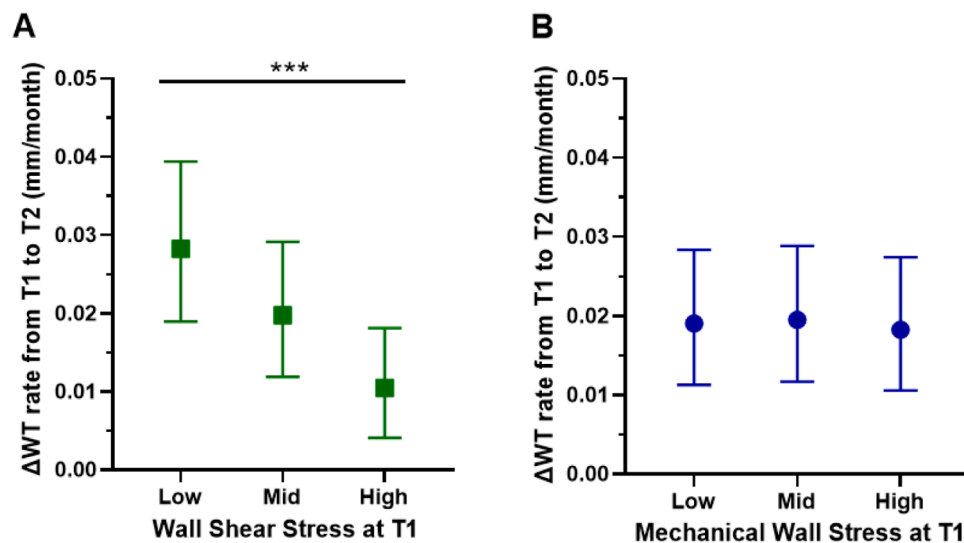 A
***
ΔWT rate from T1 to T2 (mm/month)
0.05
0.04
0.03
0.02
0.01
0.00
Low Mid High
Wall Shear Stress at T1
B
ΔWT rate from T1 to T2 (mm/month)
0.05
0.04
0.03
0.02
0.01
0.00
Low Mid High
Mechanical Wall Stress at T1